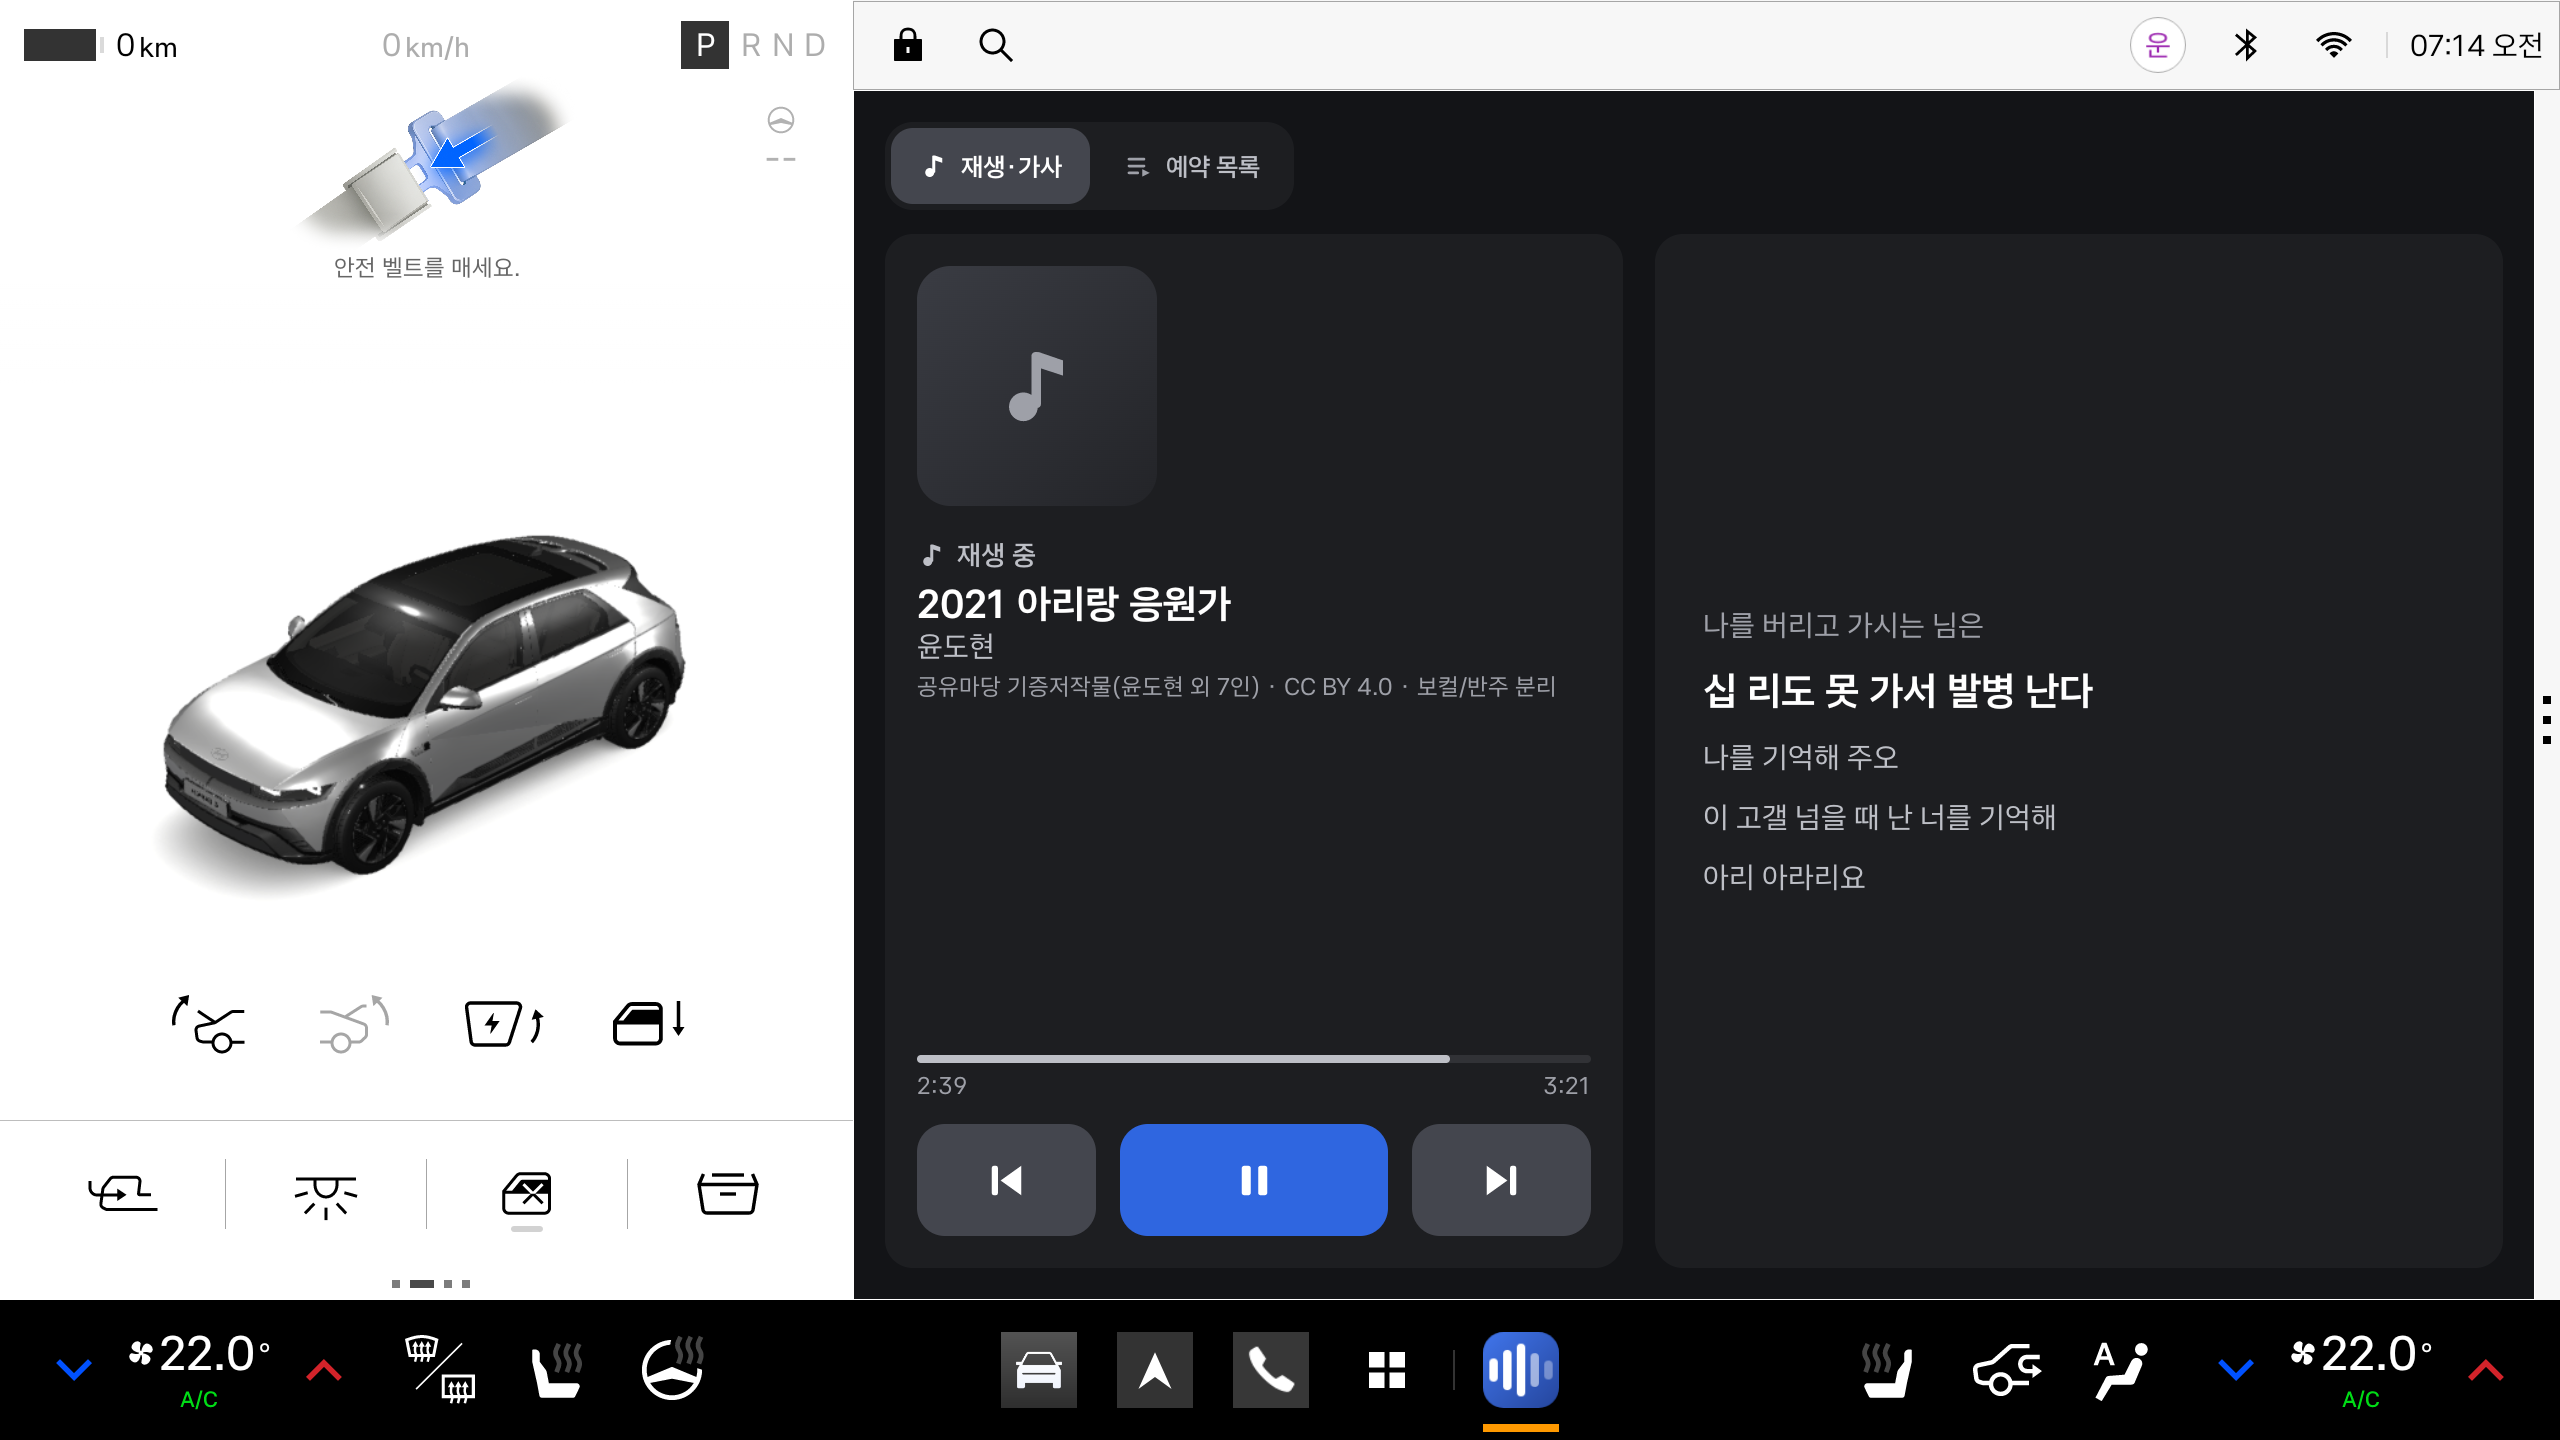 0 km
0 km/h
P R N D
안전 벨트를 매세요.
운
07:14 오전
재생·가사
예약 목록
재생 중
2021 아리랑 응원가
윤도현
공유마당 기증저작물(윤도현 외 7인) · CC BY 4.0 · 보컬/반주 분리
2:39
3:21
나를 버리고 가시는 님은
십 리도 못 가서 발병 난다
나를 기억해 주오
이 고갤 넘을 때 난 너를 기억해
아리 아라리요
22.0°
A/C
A
22.0°
A/C